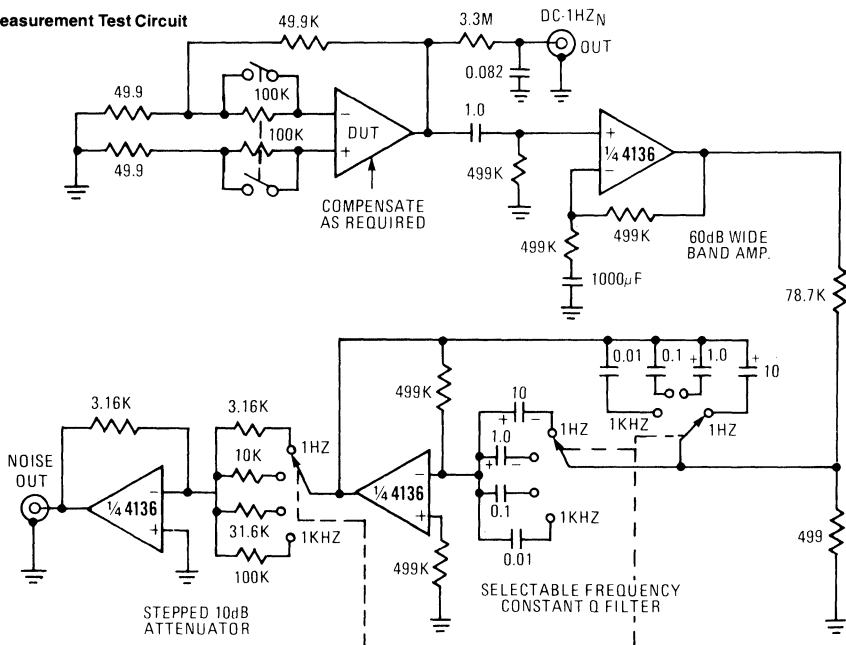 easurement Test Circuit
49.9K
3.3M
DC-1HZN
OUT
0.082
49.9
100K
100K
49.9
DUT
-
+
COMPENSATE
AS REQUIRED
1.0
499K
+
-
¼ 4136
499K
499K
1000µF
60dB WIDE
BAND AMP.
78.7K
0.01
0.1
+
1.0
+
10
1KHZ
1HZ
499K
10
+ -
1HZ
1.0
+ -
0.1
1KHZ
0.01
3.16K
3.16K
1HZ
10K
31.6K
1KHZ
100K
NOISE
OUT
-
+
¼ 4136
-
+
¼ 4136
499K
499
SELECTABLE FREQUENCY
CONSTANT Q FILTER
STEPPED 10dB
ATTENUATOR